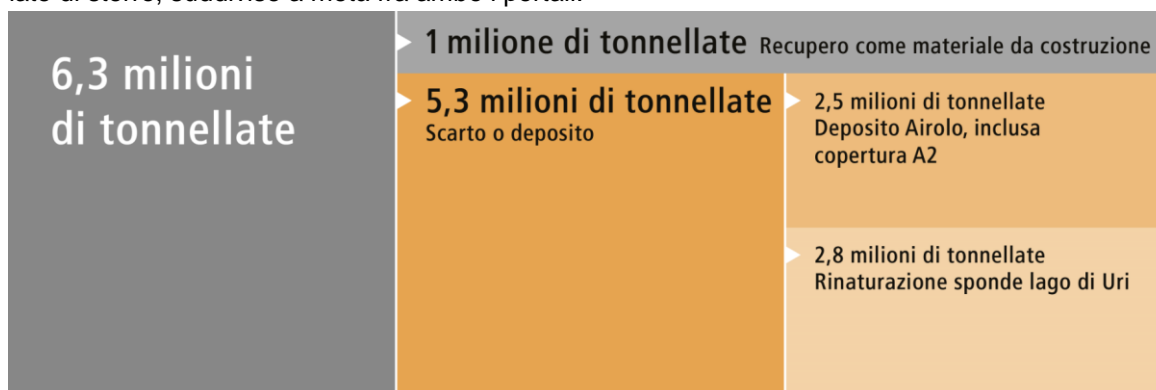 6,3 milioni
di tonnellate
1 milione di tonnellate Recupero come materiale da costruzione
5,3 milioni di tonnellate
Scarto o deposito
2,5 milioni di tonnellate
Deposito Airolo, inclusa
copertura A2
2,8 milioni di tonnellate
Rinaturazione sponde lago di Uri